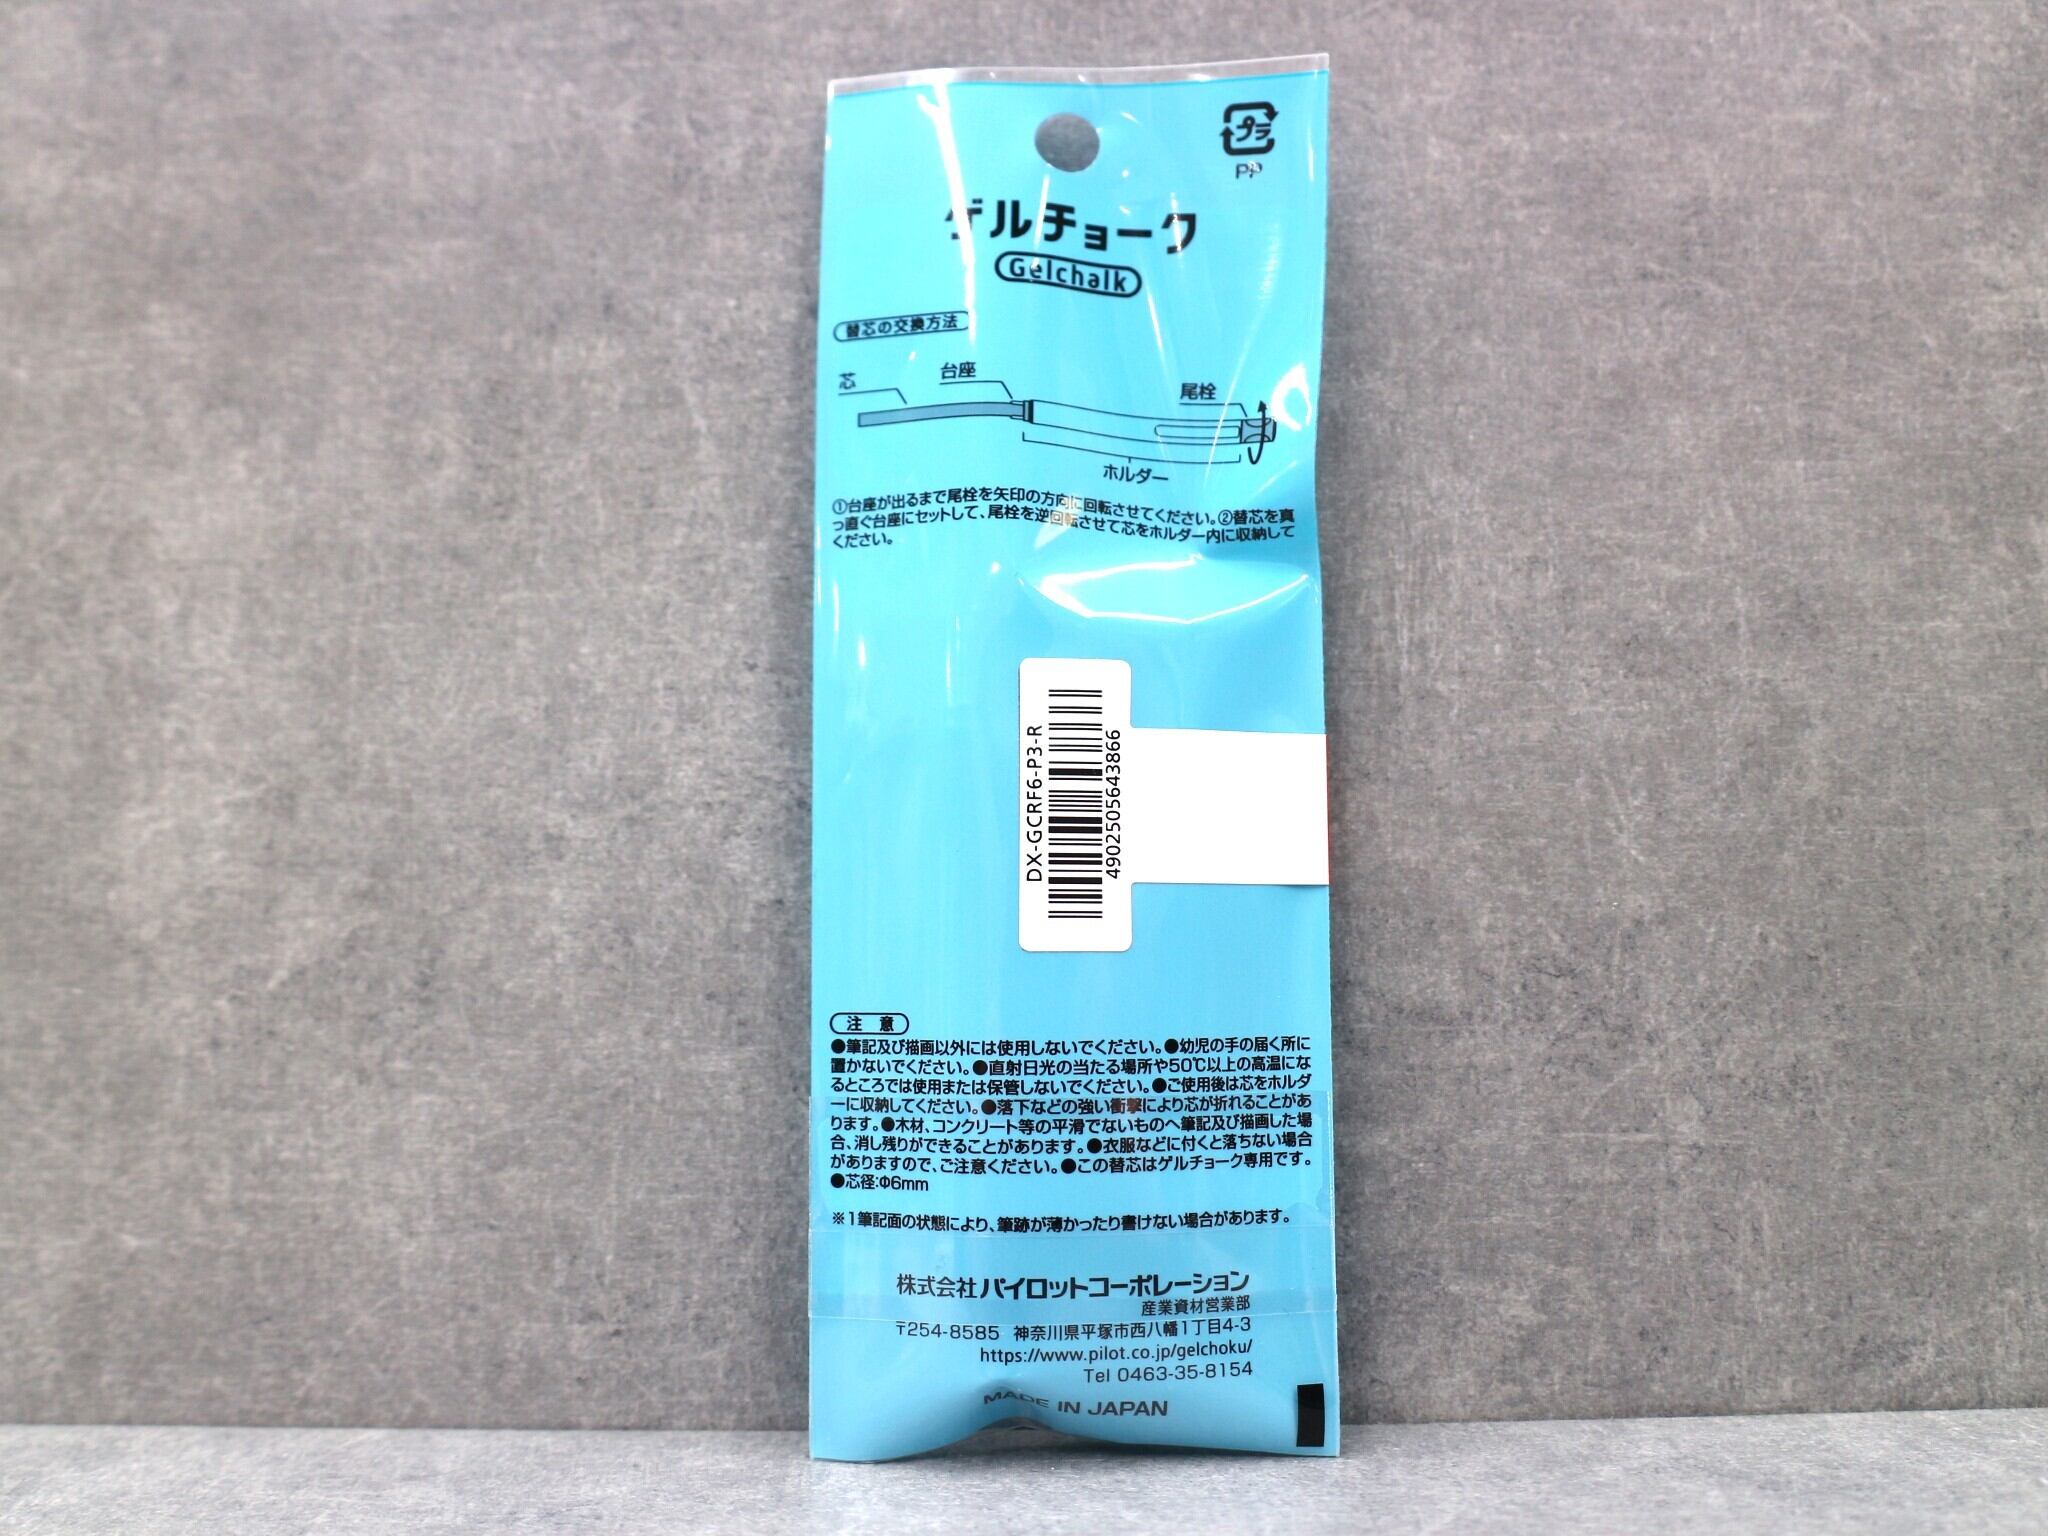 プラ
PP
ゲルチョーク
Gelchalk
替芯の交換方法
芯
台座
尾栓
ホルダー
①台座が出るまで尾栓を矢印の方向に回転させてください。②替芯を真
っ直ぐ台座にセットして、尾栓を逆回転させて芯をホルダー内に収納して
ください。
DX-GCRF6-P3-R
4902505643866
注 意
●筆記及び描画以外には使用しないでください。●幼児の手の届く所に
置かないでください。●直射日光の当たる場所や50℃以上の高温にな
るところでは使用または保管しないでください。●ご使用後は芯をホルダ
ーに収納してください。●落下などの強い衝撃により芯が折れることがあ
ります。●木材、コンクリート等の平滑でないものへ筆記及び描画した場
合、消し残りができることがあります。●衣服などに付くと落ちない場合
がありますので、ご注意ください。●この替芯はゲルチョーク専用です。
●芯径:Φ6mm
※1筆記面の状態により、筆跡が薄かったり書けない場合があります。
株式会社パイロットコーポレーション
産業資材営業部
〒254-8585 神奈川県平塚市西八幡1丁目4-3
https://www.pilot.co.jp/gelchoku/
Tel 0463-35-8154
MADE IN JAPAN